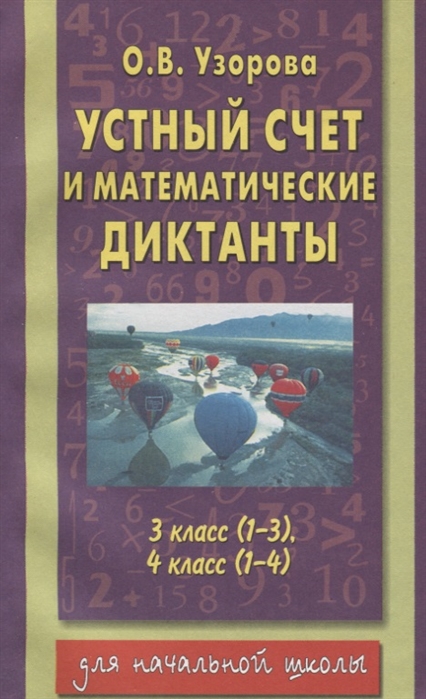 О.В. Узорова
УСТНЫЙ СЧЕТ
И МАТЕМАТИЧЕСКИЕ
ДИКТАНТЫ
3 класс (1–3),
4 класс (1–4)
для начальной школы